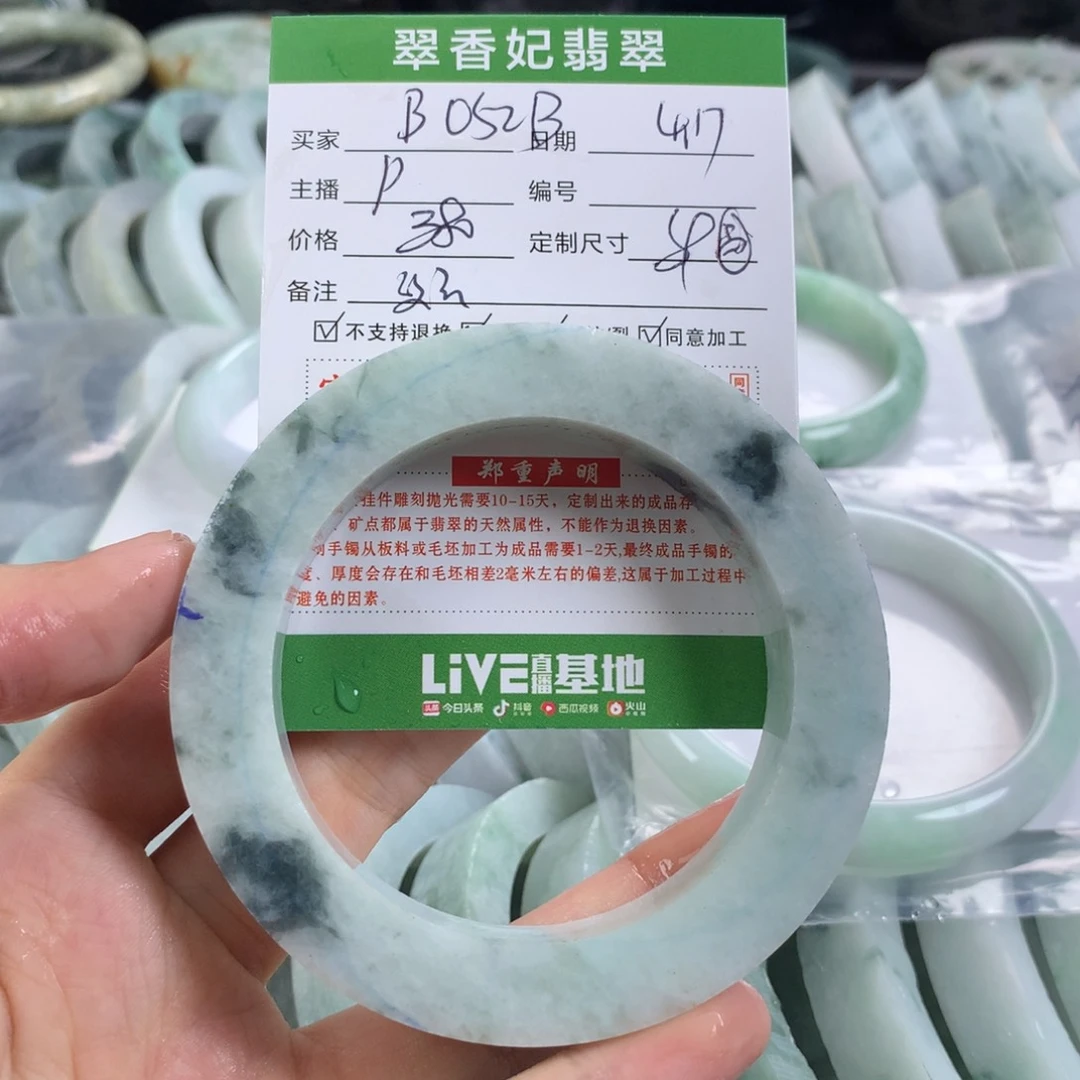 翠香妃翡翠
买家 B052B 日期 4.17
主播 P 编号
价格 定制尺寸
备注
不支持退换 同意加工
郑重声明
挂件雕刻抛光需要10-15天，定制出来的成品存
矿点都属于翡翠的天然属性，不能作为退换因素。
手镯从板料或毛坯加工为成品需要1-2天,最终成品手镯的
度、厚度会存在和毛坯相差2毫米左右的偏差,这属于加工过程中
避免的因素。
LiVE直播基地
头条 今日头条 抖音 西瓜视频 火山